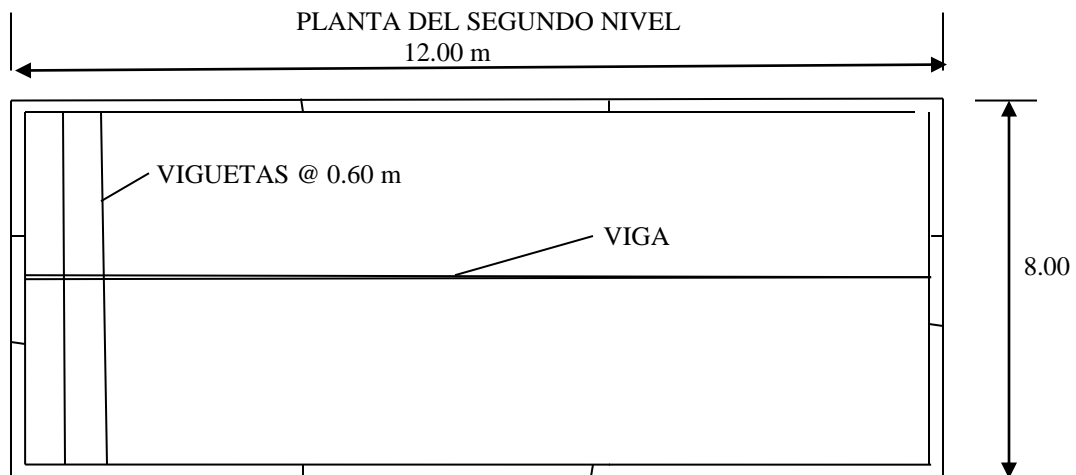 PLANTA DEL SEGUNDO NIVEL
12.00 m
VIGUETAS @ 0.60 m
VIGA
8.00